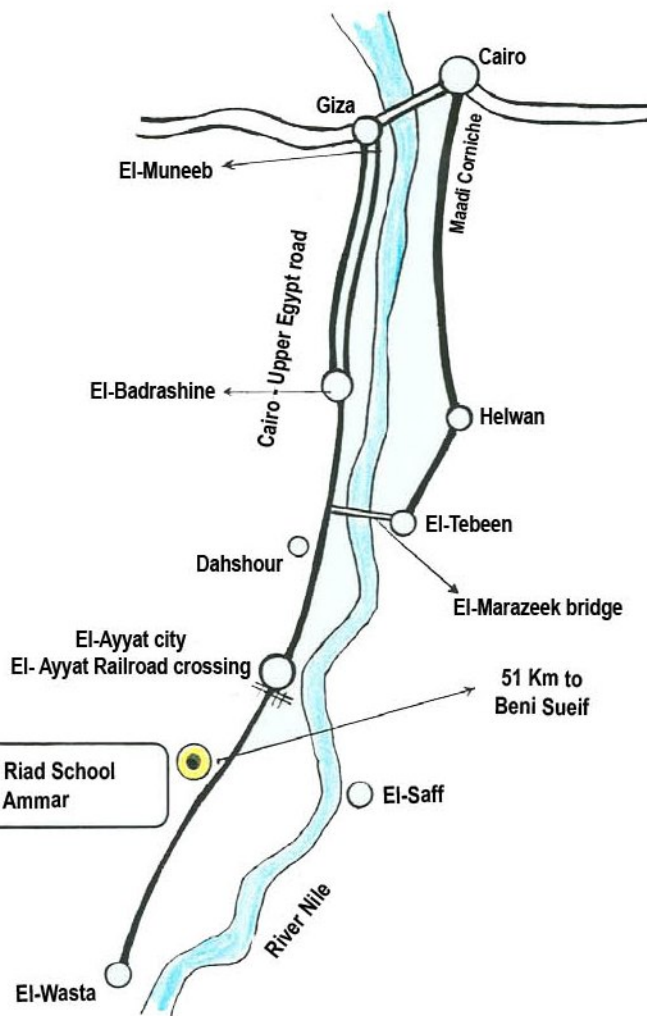 Cairo
Giza
El-Muneeb
Maadi Corniche
Cairo - Upper Egypt road
El-Badrashine
Helwan
El-Tebeen
Dahshour
El-Marazeek bridge
El-Ayyat city
El- Ayyat Railroad crossing
51 Km to
Beni Sueif
Riad School
Ammar
El-Saff
River Nile
El-Wasta